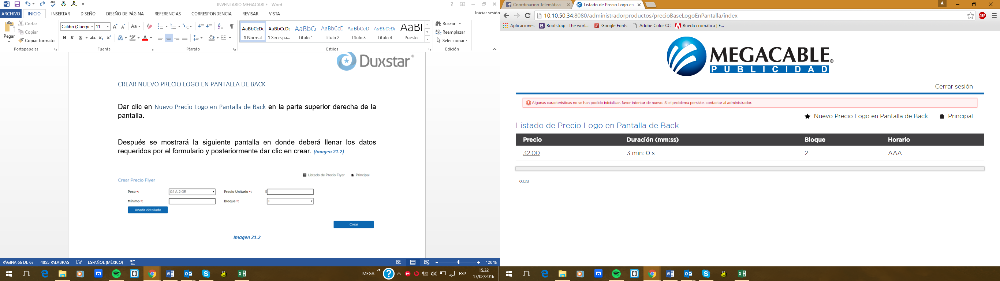 INVENTARIO MEGACABLE - Word
ARCHIVO INICIO INSERTAR DISEÑO DISEÑO DE PÁGINA REFERENCIAS CORRESPONDENCIA REVISAR VISTA Iniciar sesión
Pegar
Cortar
Copiar
Copiar formato
Portapapeles
Calibri (Cuerpo 11
N K S abc x₂ x²
Fuente
Párrafo
AaBbCcDc AaBbCcDc AaBbC AaBbCcE AaBbCcD AaBbCcDc AaBl
¶ Normal ¶ Sin espa... Título 1 Título 2 Título 3 Título 4 Puesto
Estilos
Buscar
Reemplazar
Seleccionar
Edición
Duxstar®
CREAR NUEVO PRECIO LOGO EN PANTALLA DE BACK
Dar clic en Nuevo Precio Logo en Pantalla de Back en la parte superior derecha de la
pantalla.
Después se mostrará la siguiente pantalla en donde deberá llenar los datos
requeridos por el formulario y posteriormente dar clic en crear. (Imagen 21.2)
Listado de Precio Flyer Principal
Crear Precio Flyer
Peso •: 0.1 A 2 GR Precio Unitario •: $
Mínimo •: Bloque •: 1
Añadir detallado
Crear
Imagen 21.2
PÁGINA 66 DE 67 4855 PALABRAS ESPAÑOL (MÉXICO) 120 %
MEGA ESP 15:32
17/02/2016
Coordinacion Telemática Listado de Precio Logo en
10.10.50.34:8080/administradorproductos/precioBaseLogoEnPantalla/index
Aplicaciones Bootstrap · The worl... Google Fonts Adobe Color CC Rueda cromática | E...
ABP
MEGACABLE®
PUBLICIDAD
Cerrar sesión
Algunas características no se han podido inicializar, favor intentar de nuevo. Si el problema persiste, contactar al administrador.
Nuevo Precio Logo en Pantalla de Back Principal
Listado de Precio Logo en Pantalla de Back
Precio Duración (mm:ss) Bloque Horario
32.00 3 min: 0 s 2 AAA
0.1.23